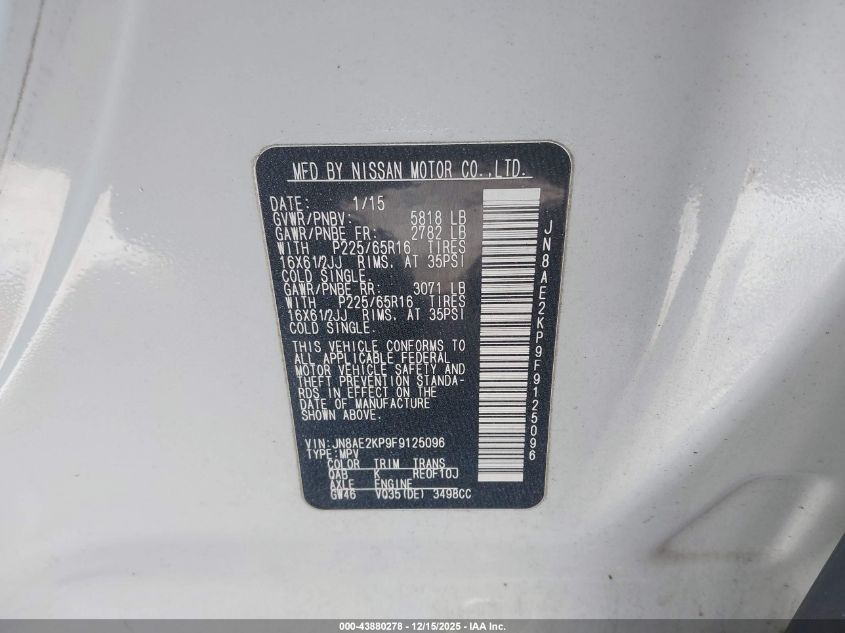 MFD BY NISSAN MOTOR CO.,LTD.
DATE: 1/15
GVWR/PNBV: 5818 LB
GAWR/PNBE FR: 2782 LB
WITH P225/65R16 TIRES
16X61/2JJ RIMS, AT 35PSI
COLD SINGLE.
GAWR/PNBE RR: 3071 LB
WITH P225/65R16 TIRES
16X61/2JJ RIMS, AT 35PSI
COLD SINGLE.
THIS VEHICLE CONFORMS TO
ALL APPLICABLE FEDERAL
MOTOR VEHICLE SAFETY AND
THEFT PREVENTION STANDA-
RDS IN EFFECT ON THE
DATE OF MANUFACTURE
SHOWN ABOVE.
VIN:JN8AE2KP9F9125096
TYPE:MPV
COLOR TRIM TRANS
QAB K RE0F10J
AXLE ENGINE
GW46 VQ35(DE) 3498CC
JN8AE2KP9F9125096
000-43880278 - 12/15/2025 - IAA Inc.